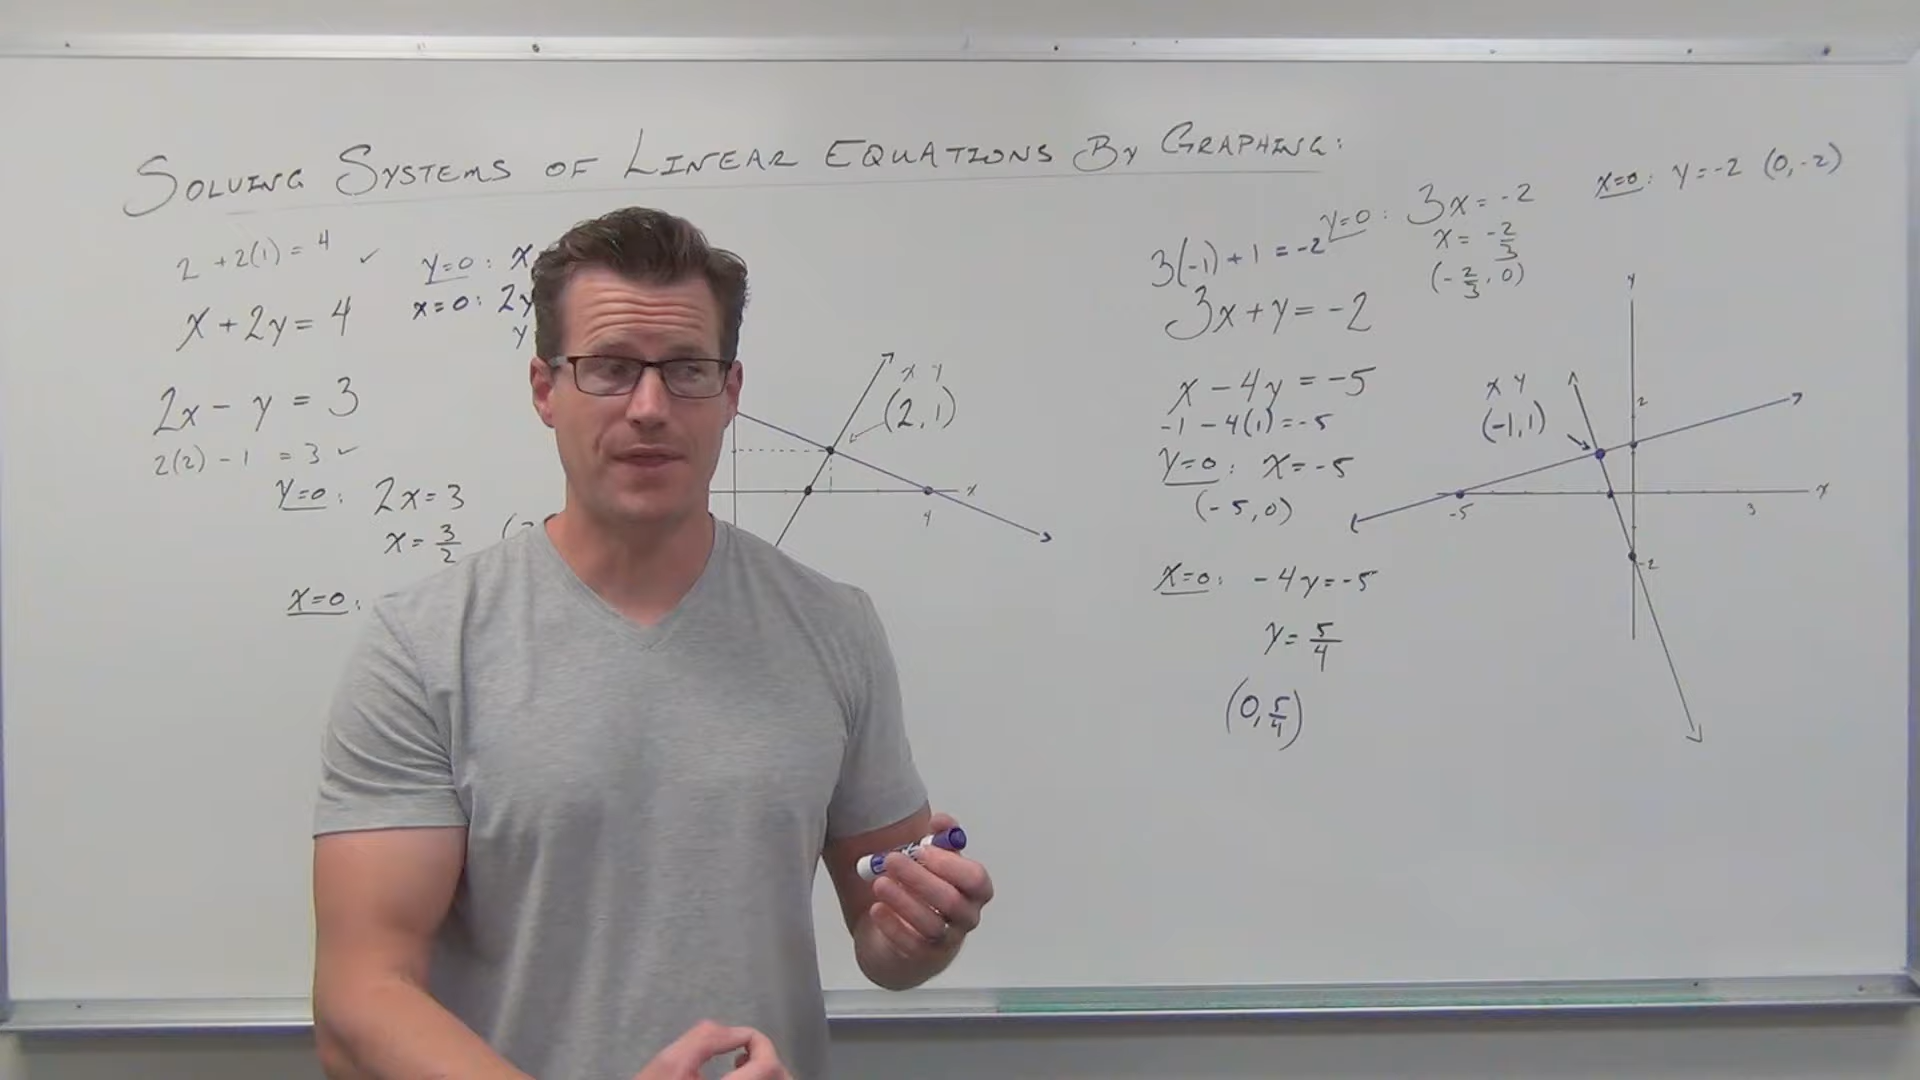 SOLVING SYSTEMS OF LINEAR EQUATIONS BY GRAPHING:
2 + 2(1) = 4 ✓
x + 2y = 4
2x - y = 3
2(2) - 1 = 3 ✓
y=0: 2x = 3
x = 3/2
x=0:
y=0: x
x=0: 2y
y
x y
(2, 1)
x
4
3(-1) + 1 = -2
3x + y = -2
x - 4y = -5
-1 - 4(1) = -5
y=0: x = -5
(-5, 0)
x=0: -4y = -5
y = 5/4
(0, 5/4)
y=0: 3x = -2
x = -2/3
(-2/3, 0)
x=0: y = -2 (0, -2)
y
x y
(-1, 1)
2
-5
3
x
-2